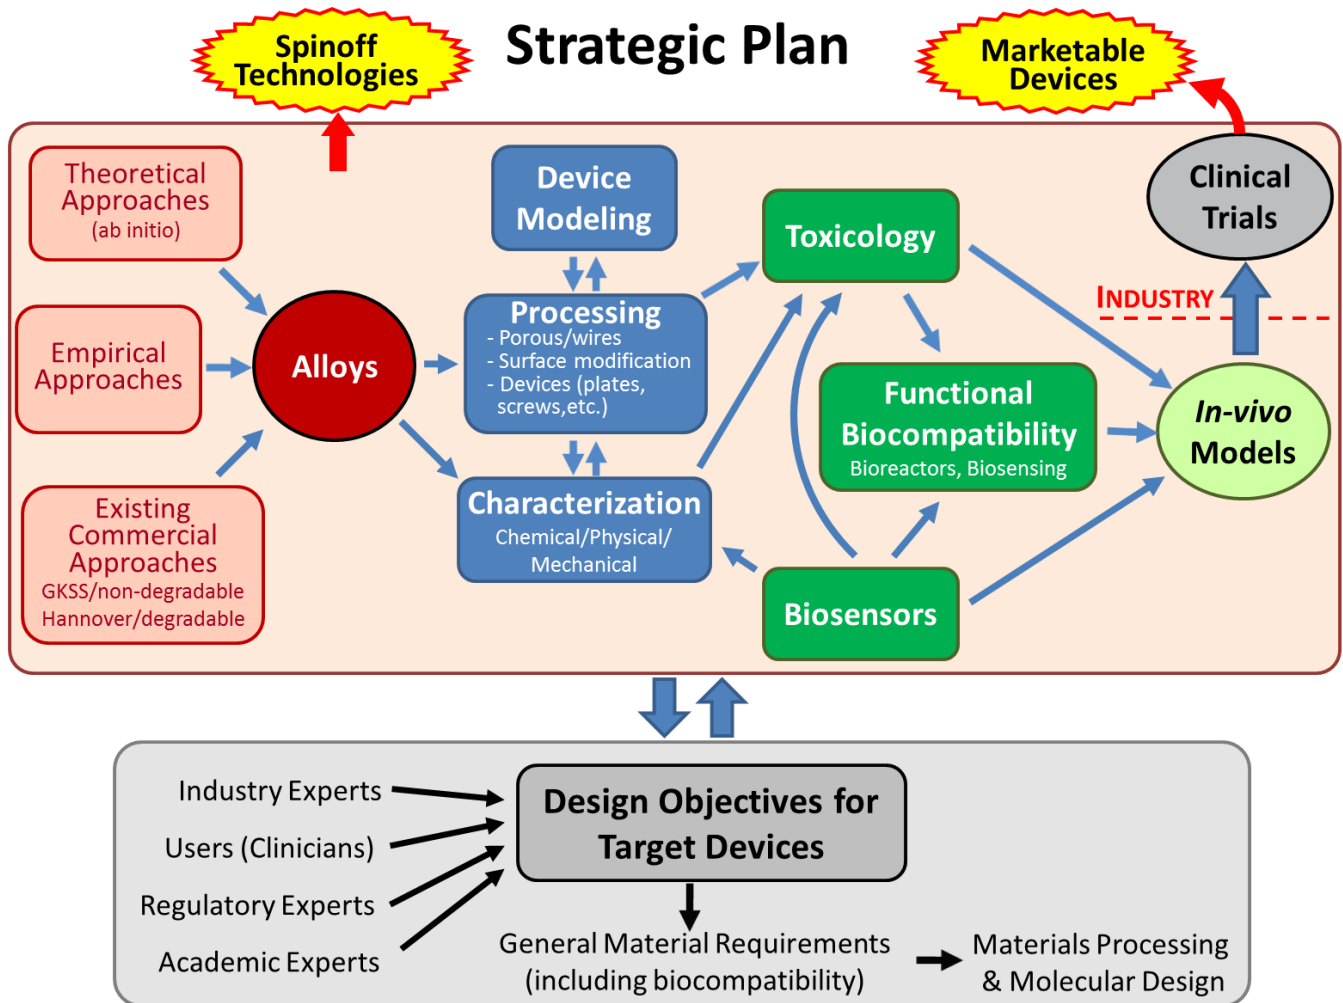 Strategic Plan
Spinoff
Technologies
Marketable
Devices
Theoretical
Approaches
(ab initio)
Empirical
Approaches
Existing
Commercial
Approaches
GKSS/non-degradable
Hannover/degradable
Alloys
Device
Modeling
Processing
- Porous/wires
- Surface modification
- Devices (plates,
screws,etc.)
Characterization
Chemical/Physical/
Mechanical
Toxicology
Functional
Biocompatibility
Bioreactors, Biosensing
Biosensors
Clinical
Trials
INDUSTRY
In-vivo
Models
Industry Experts
Users (Clinicians)
Regulatory Experts
Academic Experts
Design Objectives for
Target Devices
General Material Requirements
(including biocompatibility)
Materials Processing
& Molecular Design